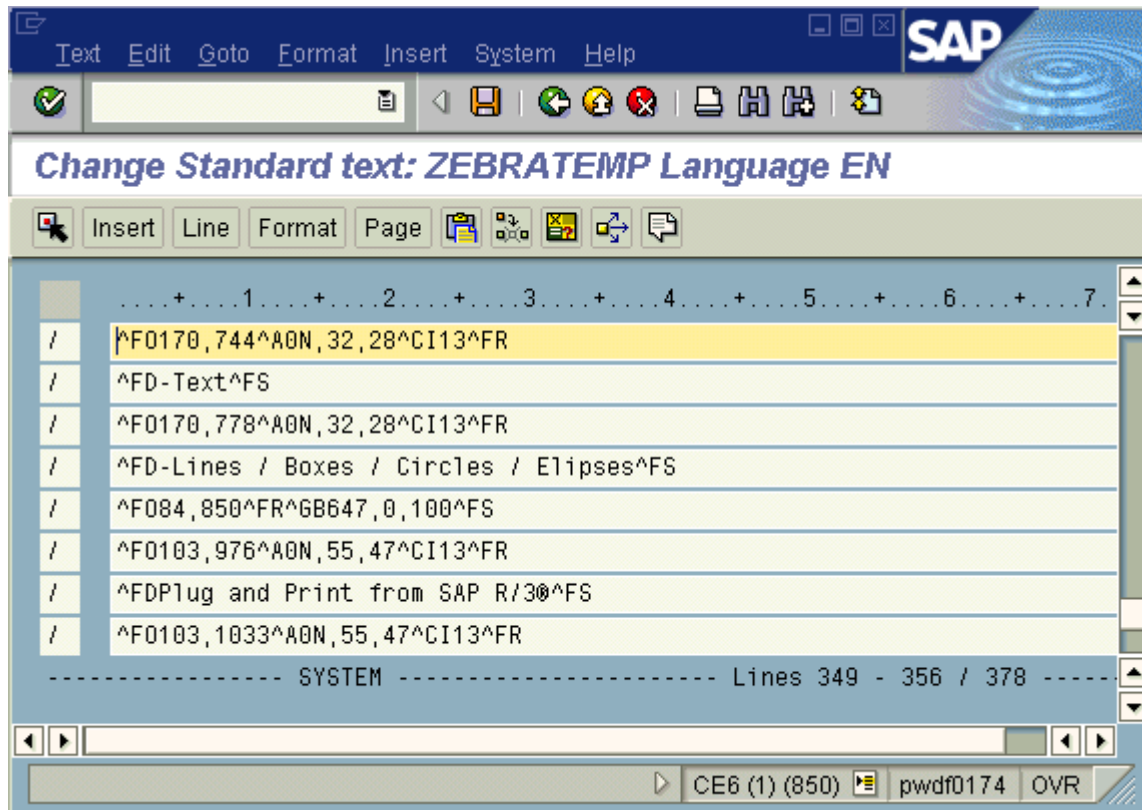 SAP
Text Edit Goto Format Insert System Help
Change Standard text: ZEBRATEMP Language EN
Insert Line Format Page
....+....1....+....2....+....3....+....4....+....5....+....6....+....7.
/ ^FO170,744^A0N,32,28^CI13^FR
/ ^FD-Text^FS
/ ^FO170,778^A0N,32,28^CI13^FR
/ ^FD-Lines / Boxes / Circles / Elipses^FS
/ ^FO84,850^FR^GB647,0,100^FS
/ ^FO103,976^A0N,55,47^CI13^FR
/ ^FDPlug and Print from SAP R/3®^FS
/ ^FO103,1033^A0N,55,47^CI13^FR
----------------- SYSTEM ----------------------- Lines 349 - 356 / 378 -----
CE6 (1) (850) pwdf0174 OVR